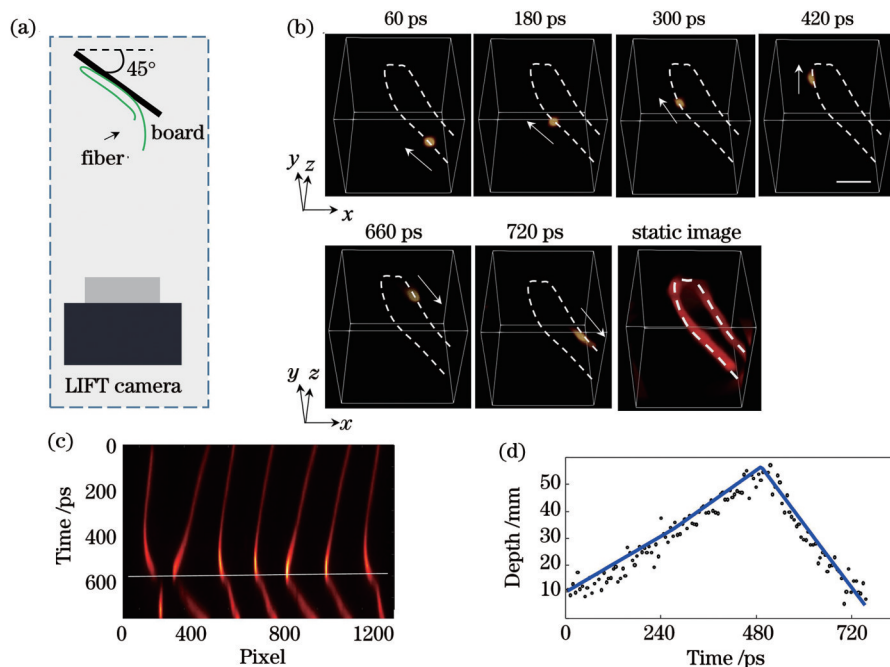 (a)
45°
board
fiber
LIFT camera
(b)
60 ps
180 ps
300 ps
420 ps
y
z
x
660 ps
720 ps
static image
y
z
x
(c)
0
200
400
600
Time /ps
0
400
800
1200
Pixel
(d)
50
40
30
20
10
Depth /mm
0
240
480
720
Time /ps